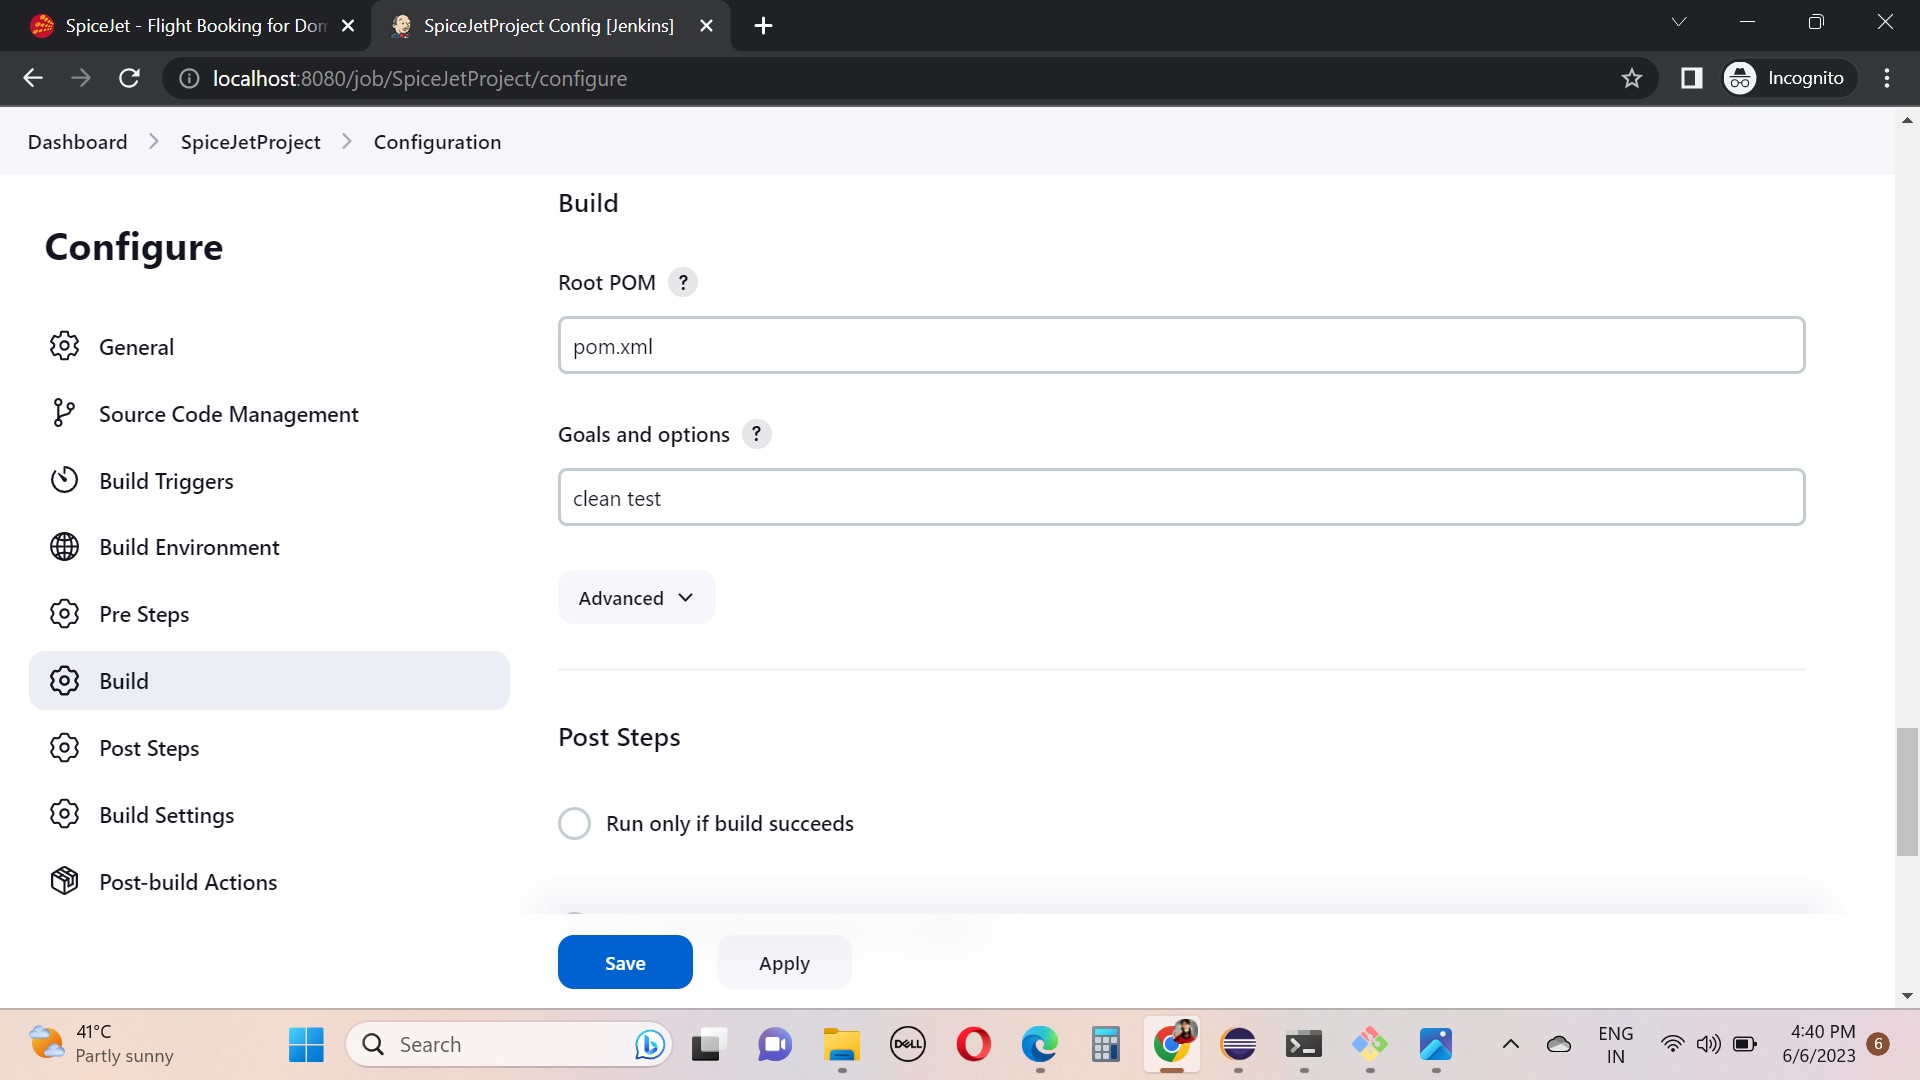 SpiceJet - Flight Booking for Dom
SpiceJetProject Config [Jenkins]
localhost:8080/job/SpiceJetProject/configure
Incognito
Dashboard > SpiceJetProject > Configuration
Configure
General
Source Code Management
Build Triggers
Build Environment
Pre Steps
Build
Post Steps
Build Settings
Post-build Actions
Build
Root POM ?
pom.xml
Goals and options ?
clean test
Advanced
Post Steps
Run only if build succeeds
Save
Apply
41°C
Partly sunny
Search
DELL
ENG
IN
4:40 PM
6/6/2023
6